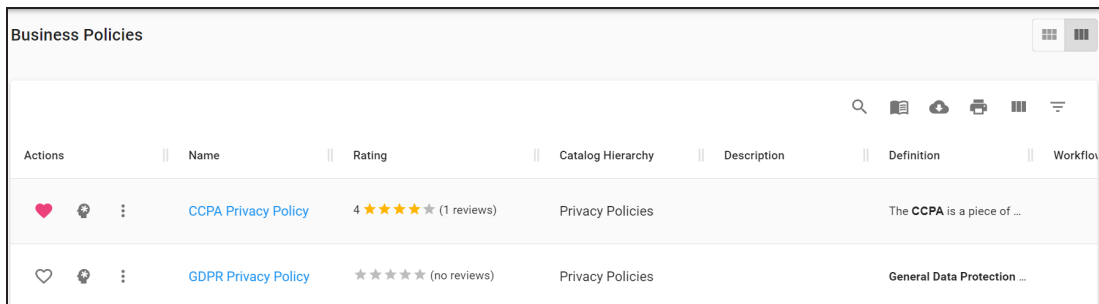 Business Policies
Actions Name Rating Catalog Hierarchy Description Definition Workflow
CCPA Privacy Policy 4 (1 reviews) Privacy Policies The CCPA is a piece of ...
GDPR Privacy Policy (no reviews) Privacy Policies General Data Protection ...